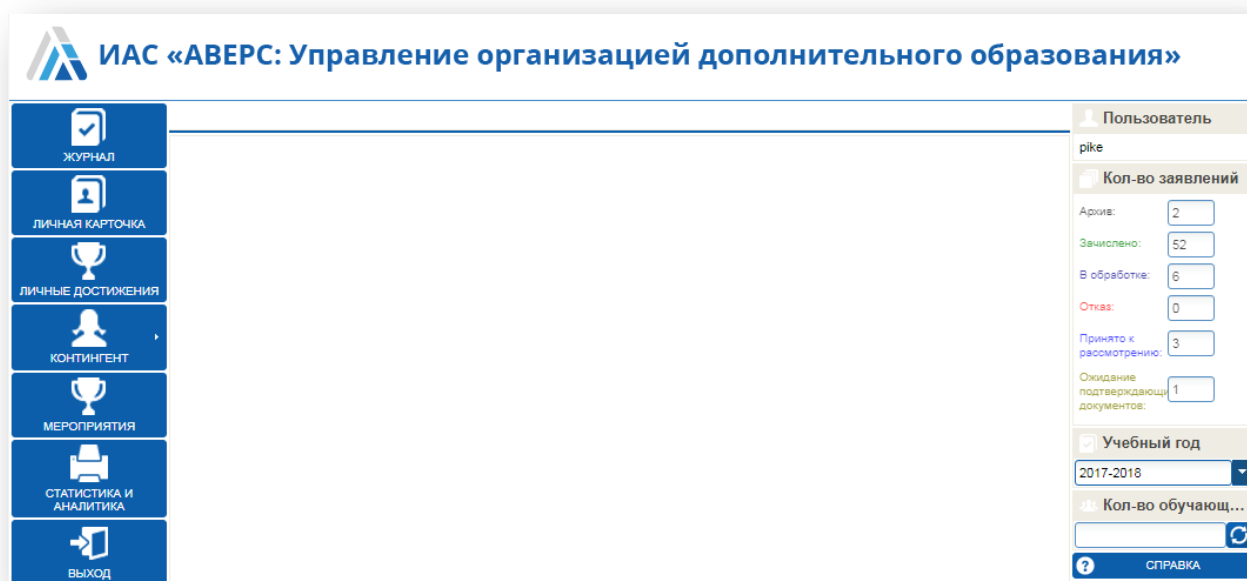 ИАС «АВЕРС: Управление организацией дополнительного образования»
ЖУРНАЛ
ЛИЧНАЯ КАРТОЧКА
ЛИЧНЫЕ ДОСТИЖЕНИЯ
КОНТИНГЕНТ
МЕРОПРИЯТИЯ
СТАТИСТИКА И
АНАЛИТИКА
ВЫХОД
Пользователь
pike
Кол-во заявлений
Архив: 2
Зачислено: 52
В обработке: 6
Отказ: 0
Принято к
рассмотрению: 3
Ожидание
подтверждающи 1
документов:
Учебный год
2017-2018
Кол-во обучающ...
? СПРАВКА